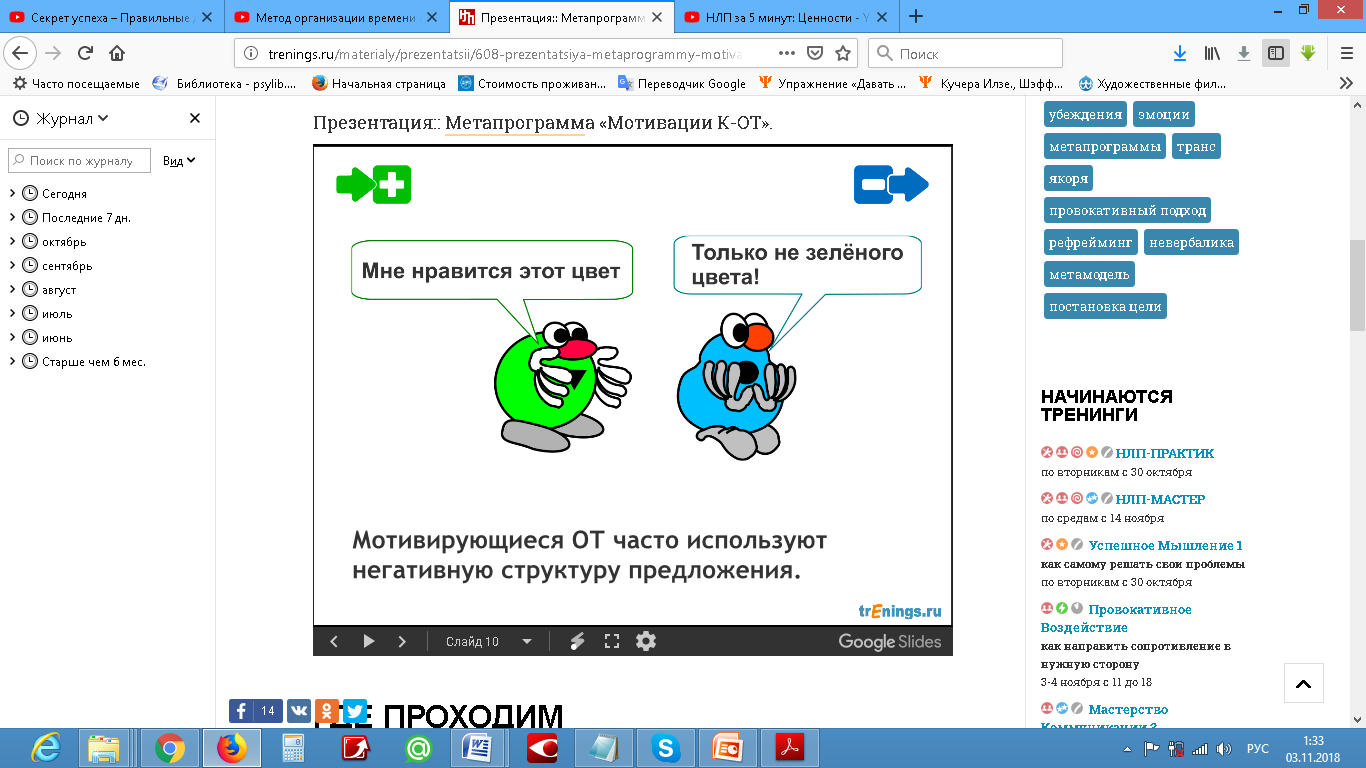 Секрет успеха – Правильные
Метод организации времени
Презентация:: Метапрограмм
НЛП за 5 минут: Ценности - Y
trenings.ru/materialy/prezentatsii/608-prezentatsiya-metaprogrammy-motiva
Поиск
Часто посещаемые
Библиотека - psylib....
Начальная страница
Стоимость проживан...
Переводчик Google
Упражнение «Давать ...
Кучера Илзе., Шэфф...
Художественные фил...
Журнал
Поиск по журналу
Вид
Сегодня
Последние 7 дн.
октябрь
сентябрь
август
июль
июнь
Старше чем 6 мес.
Презентация:: Метапрограмма «Мотивации К-ОТ».
Мне нравится этот цвет
Только не зелёного
цвета!
Мотивирующиеся ОТ часто используют
негативную структуру предложения.
trEnings.ru
Слайд 10
Google Slides
14
ГДЕ ПРОХОДИМ
убеждения эмоции
метапрограммы транс
якоря
провокативный подход
рефрейминг невербалика
метамодель
постановка цели
НАЧИНАЮТСЯ
ТРЕНИНГИ
НЛП-ПРАКТИК
по вторникам с 30 октября
НЛП-МАСТЕР
по средам с 14 ноября
Успешное Мышление 1
как самому решать свои проблемы
по вторникам с 30 октября
Провокативное
Воздействие
как направить сопротивление в
нужную сторону
3-4 ноября с 11 до 18
Мастерство
Коммуникации 3
РУС
1:33
03.11.2018